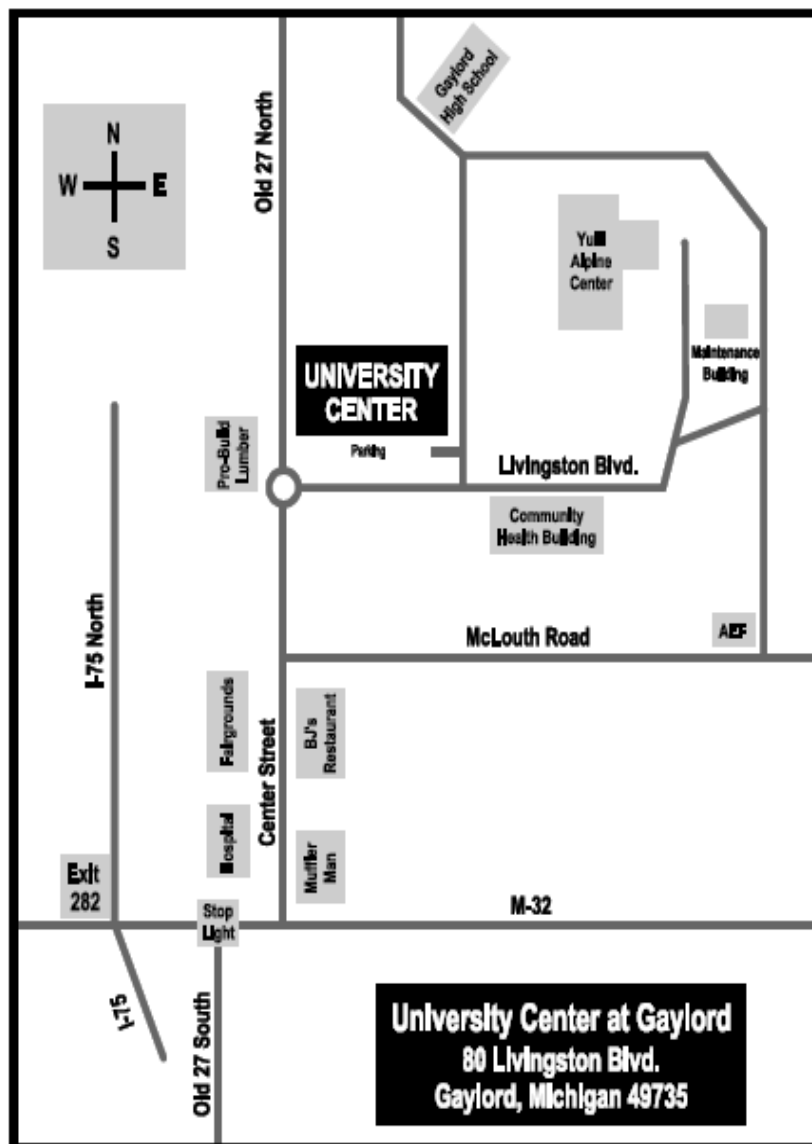 Gaylord
High School
N
W
E
S
Old 27 North
Yuill
Alpine
Center
Maintenance
Building
UNIVERSITY
CENTER
Parking
Pro-Build
Lumber
Livingston Blvd.
Community
Health Building
I-75 North
McLouth Road
AEF
Fairgrounds
BJ's
Restaurant
Center Street
Hospital
Muffler
Man
Exit
282
Stop
Light
M-32
I-75
Old 27 South
University Center at Gaylord
80 Livingston Blvd.
Gaylord, Michigan 49735